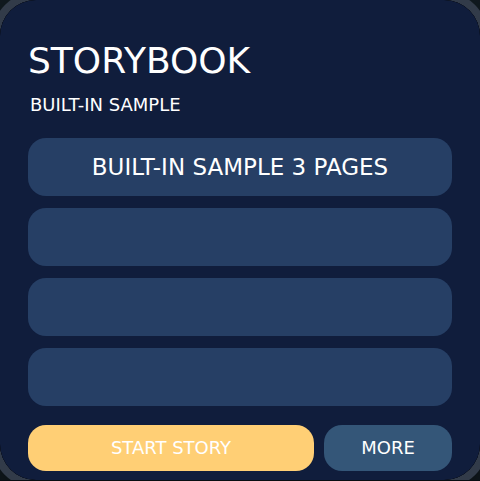 STORYBOOK
BUILT-IN SAMPLE
BUILT-IN SAMPLE 3 PAGES
START STORY
MORE